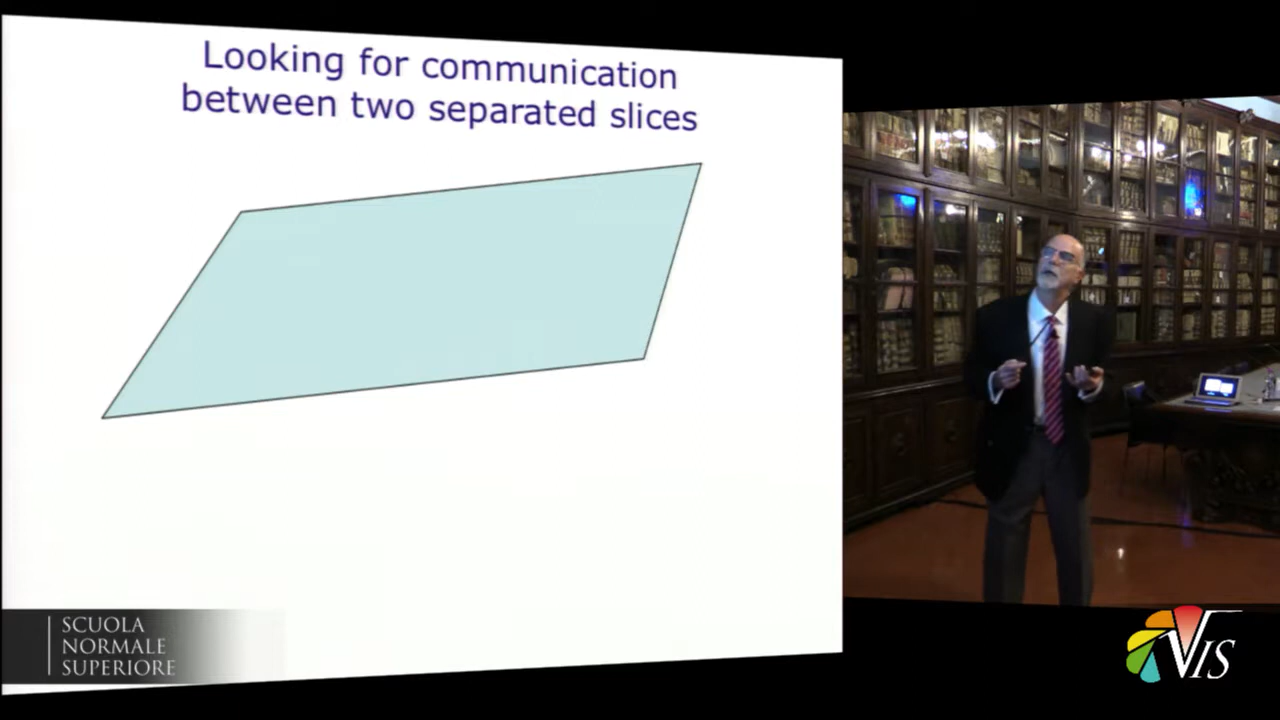 Looking for communication
between two separated slices
SCUOLA
NORMALE
SUPERIORE
VIS